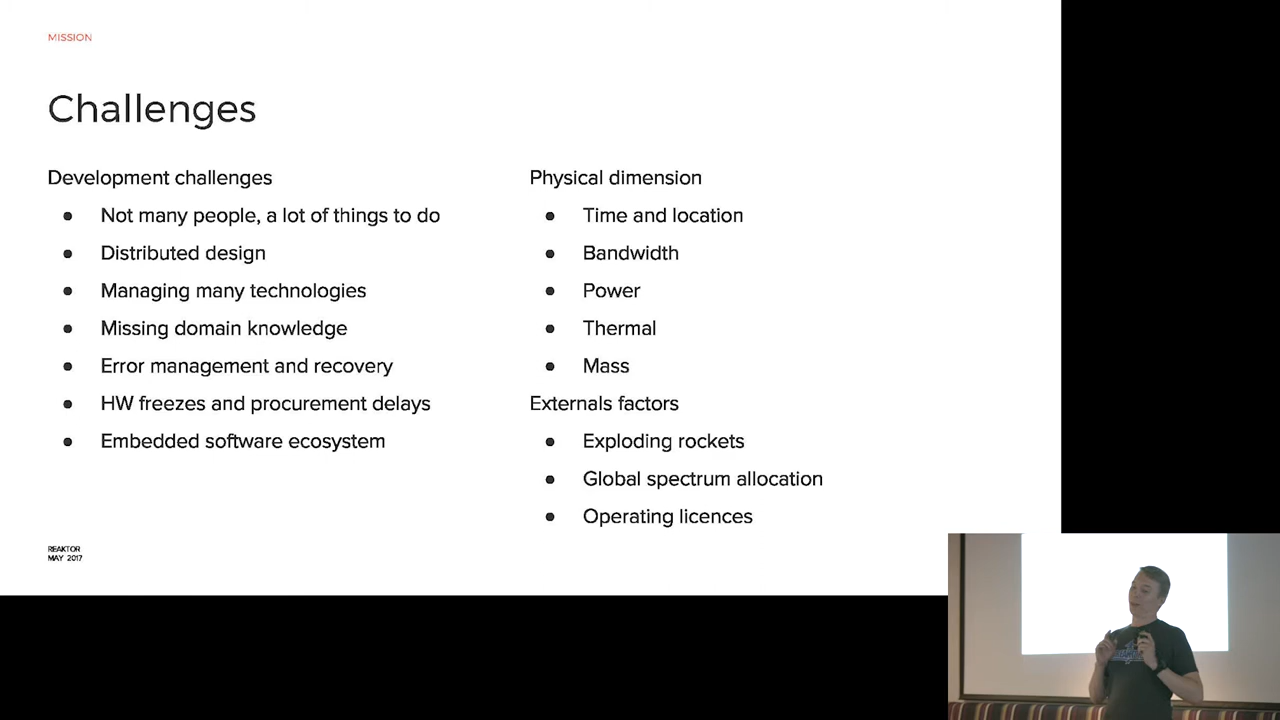 MISSION
Challenges
Development challenges
● Not many people, a lot of things to do
● Distributed design
● Managing many technologies
● Missing domain knowledge
● Error management and recovery
● HW freezes and procurement delays
● Embedded software ecosystem
Physical dimension
● Time and location
● Bandwidth
● Power
● Thermal
● Mass
Externals factors
● Exploding rockets
● Global spectrum allocation
● Operating licences
REAKTOR
MAY 2017